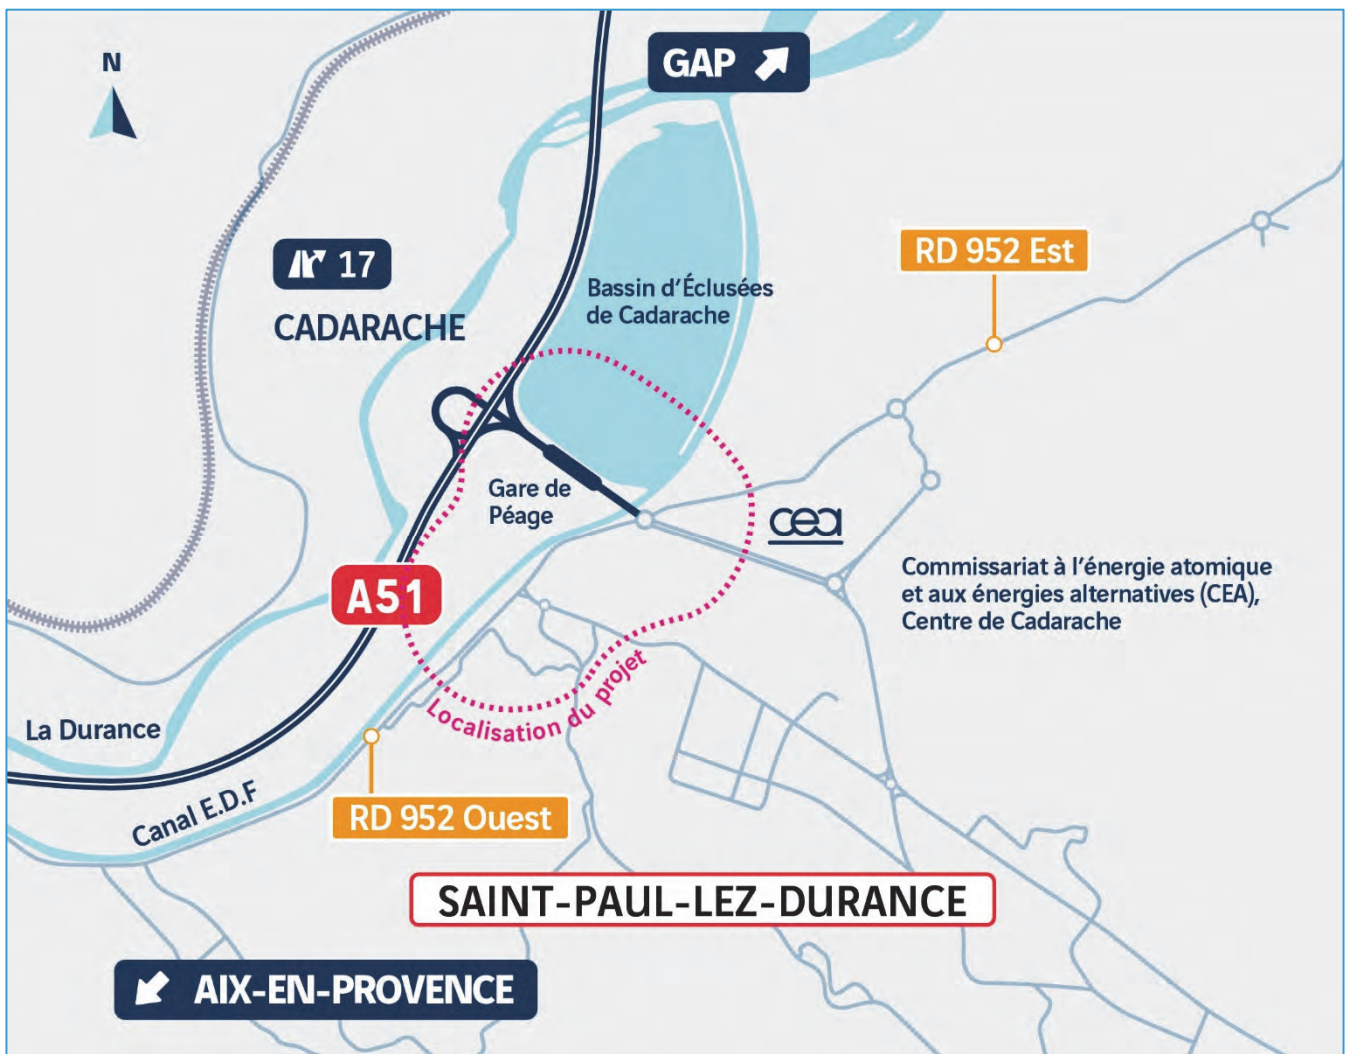 N
GAP
17
CADARACHE
Bassin d'Éclusées
de Cadarache
RD 952 Est
Gare de
Péage
cea
Commissariat à l'énergie atomique
et aux énergies alternatives (CEA),
Centre de Cadarache
A51
Localisation du projet
La Durance
Canal E.D.F
RD 952 Ouest
SAINT-PAUL-LEZ-DURANCE
AIX-EN-PROVENCE